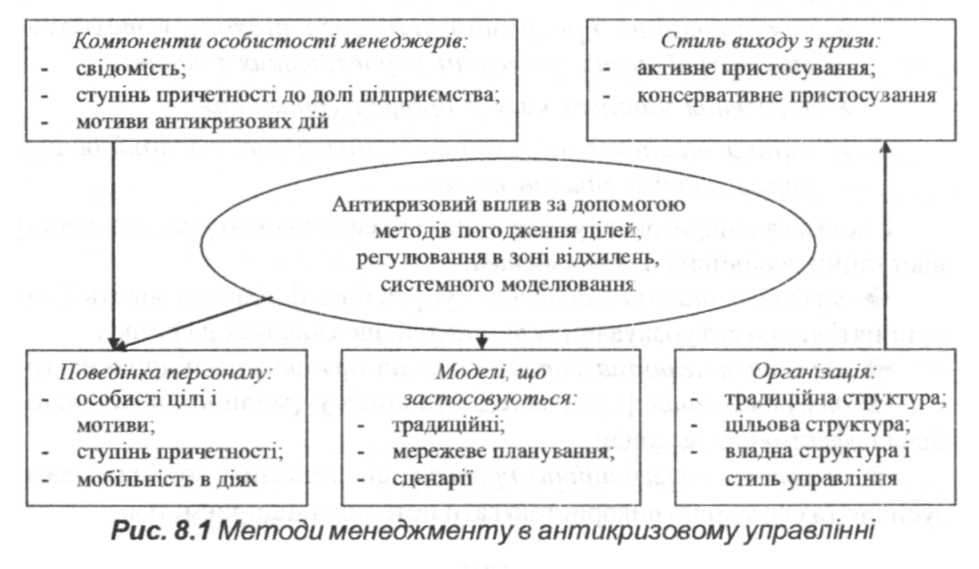 Компоненти особистості менеджерів:
- свідомість;
- ступінь причетності до долі підприємства;
- мотиви антикризових дій
Стиль виходу з кризи:
- активне пристосування;
- консервативне пристосування
Антикризовий вплив за допомогою
методів погодження цілей,
регулювання в зоні відхилень,
системного моделювання
Поведінка персоналу:
- особисті цілі і
мотиви;
- ступінь причетності;
- мобільність в діях
Моделі, що
застосовуються:
- традиційні;
- мережеве планування;
- сценарії
Організація:
- традиційна структура;
- цільова структура;
- владна структура і
стиль управління
Рис. 8.1 Методи менеджменту в антикризовому управлінні